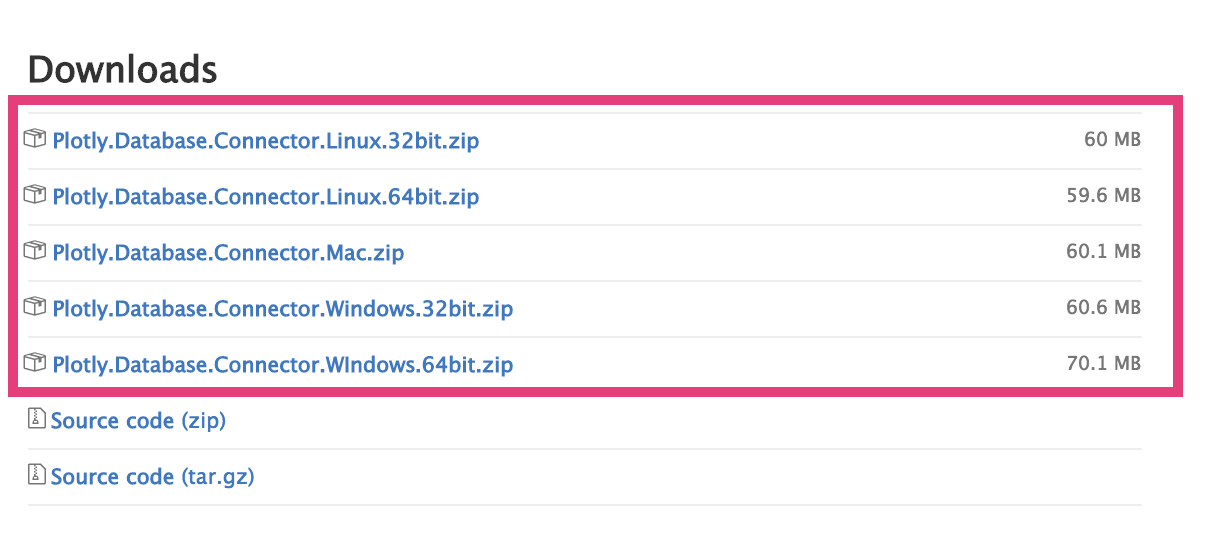 Downloads
Plotly.Database.Connector.Linux.32bit.zip 60 MB
Plotly.Database.Connector.Linux.64bit.zip 59.6 MB
Plotly.Database.Connector.Mac.zip 60.1 MB
Plotly.Database.Connector.Windows.32bit.zip 60.6 MB
Plotly.Database.Connector.WIndows.64bit.zip 70.1 MB
Source code (zip)
Source code (tar.gz)